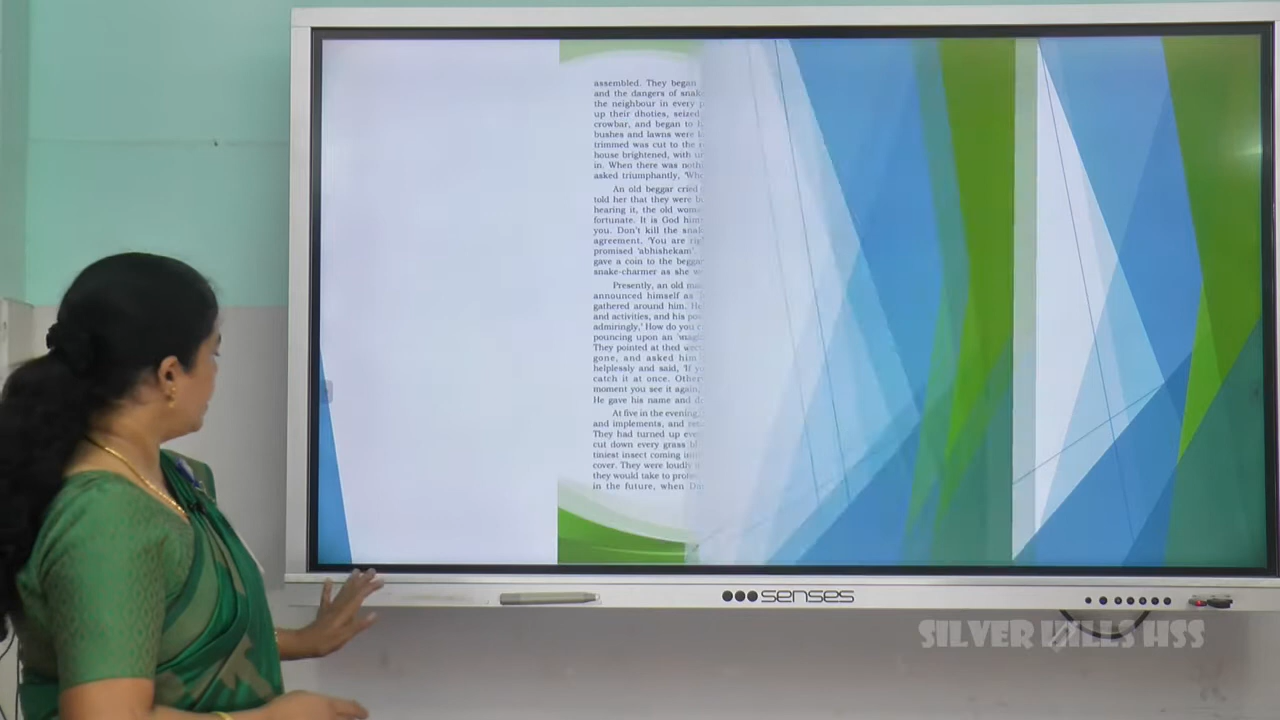 assembled. They began
and the dangers of snak
the neighbour in every
up their dhoties, seized
crowbar, and began to
bushes and lawns were
trimmed was cut to the
house brightened, with
in. When there was noth
asked triumphantly, 'Wh
An old beggar cried
told her that they were
hearing it, the old wom
fortunate. It is God him
you. Don't kill the sna
agreement, 'You are
promised 'abhishekam'.
gave a coin to the begga
snake-charmer as she
Presently, an old ma
announced himself as
gathered around him. He
and activities, and his po
admiringly,' How do you
pouncing upon an
They pointed at thed
gone, and asked him
helplessly and said, 'If
catch it at once. Other
moment you see it again,
He gave his name and
At five in the evening,
and implements, and
They had turned up eve
cut down every grass
tiniest insect coming
cover. They were loudly
they would take to prote
in the future, when
senses
SILVER HILLS HSS